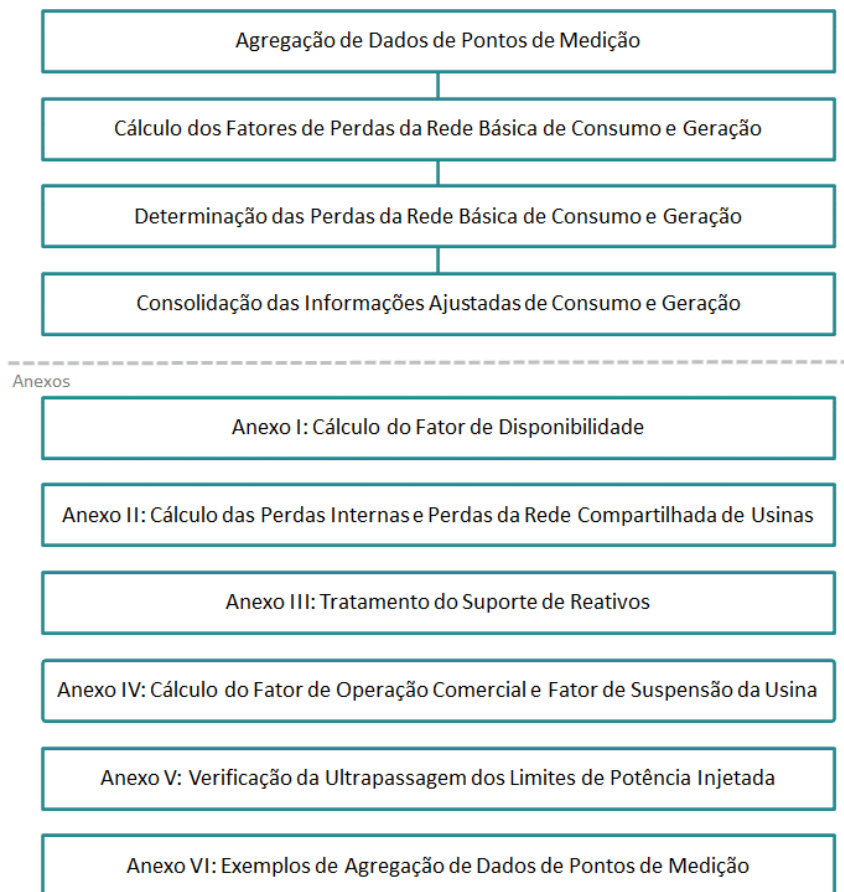 Agregação de Dados de Pontos de Medição
Cálculo dos Fatores de Perdas da Rede Básica de Consumo e Geração
Determinação das Perdas da Rede Básica de Consumo e Geração
Consolidação das Informações Ajustadas de Consumo e Geração
Anexos
Anexo I: Cálculo do Fator de Disponibilidade
Anexo II: Cálculo das Perdas Internas e Perdas da Rede Compartilhada de Usinas
Anexo III: Tratamento do Suporte de Reativos
Anexo IV: Cálculo do Fator de Operação Comercial e Fator de Suspensão da Usina
Anexo V: Verificação da Ultrapassagem dos Limites de Potência Injetada
Anexo VI: Exemplos de Agregação de Dados de Pontos de Medição